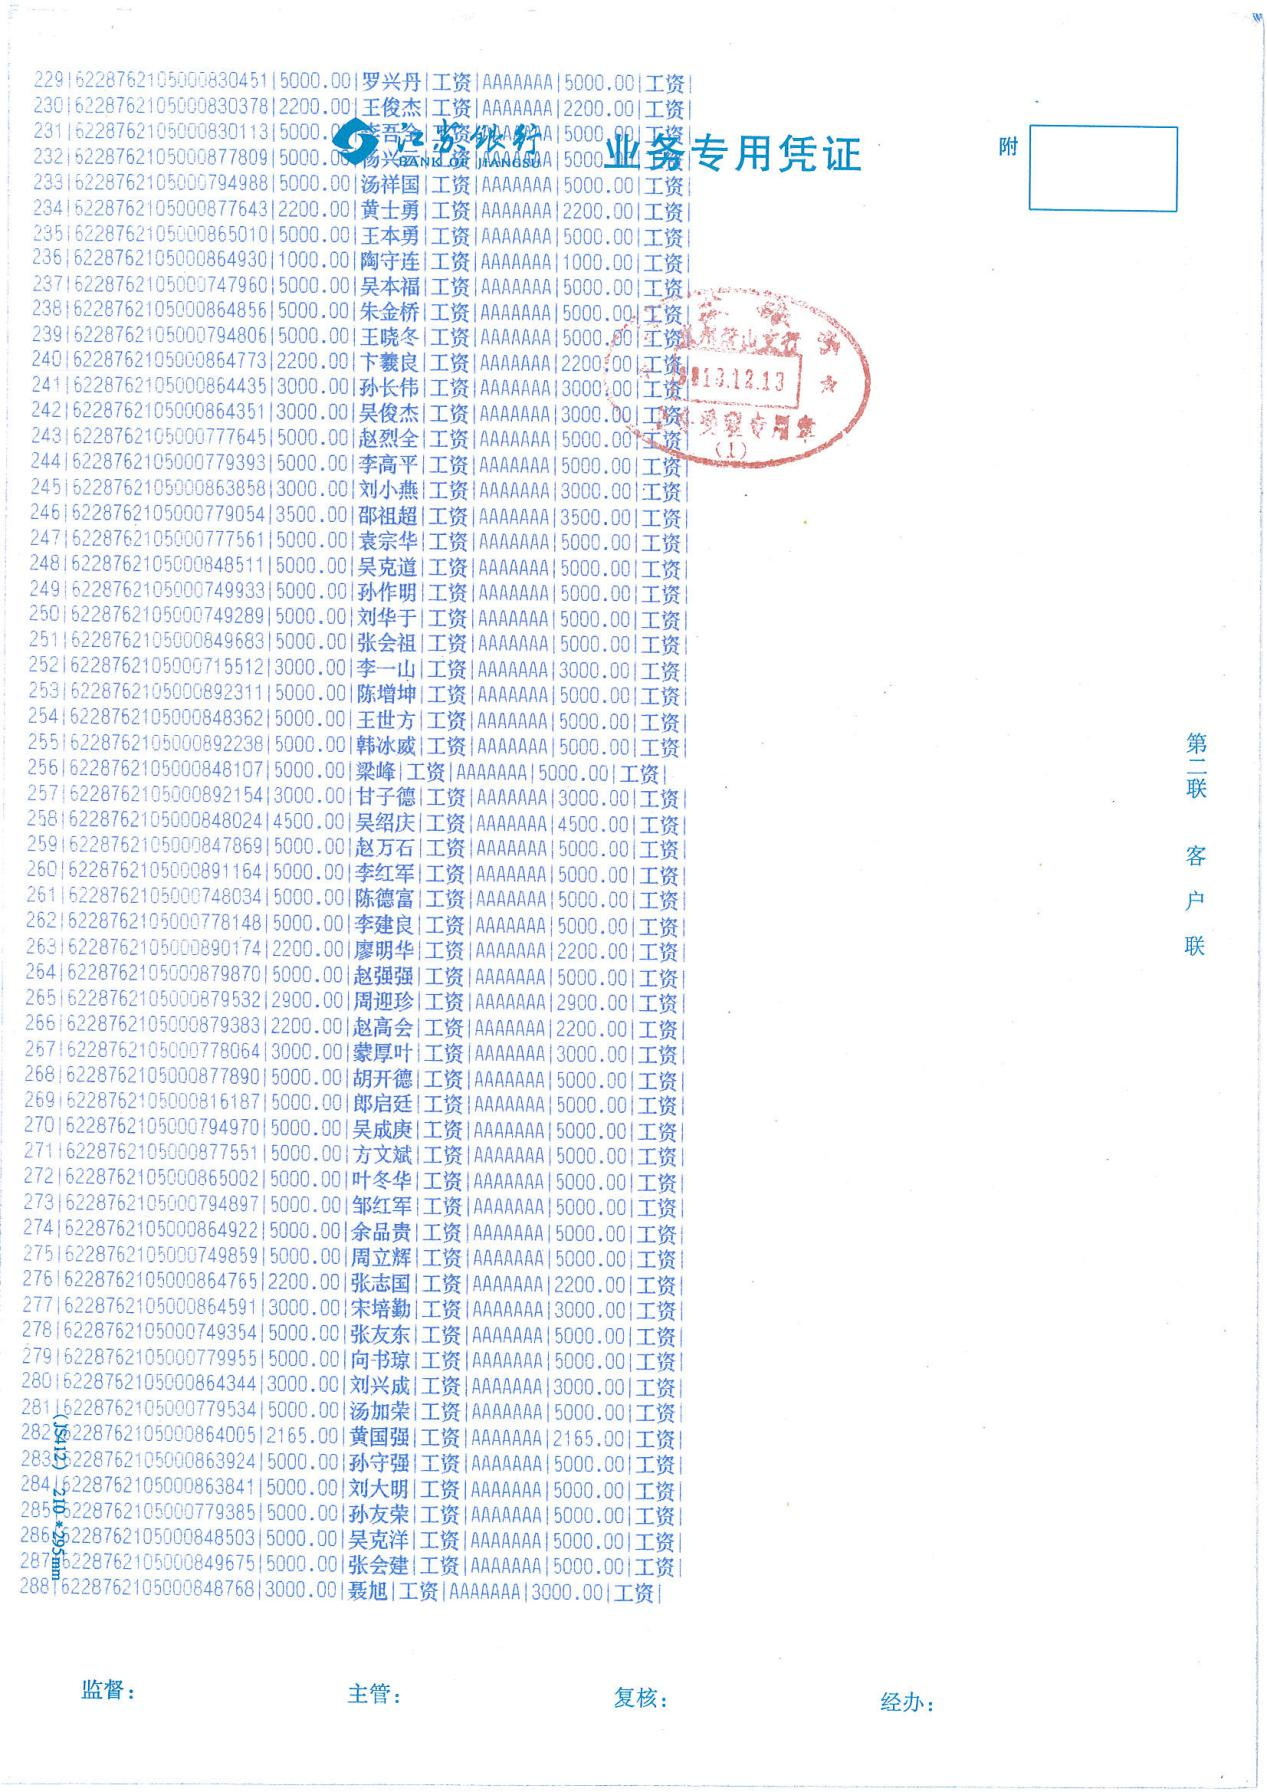 229|6228762105000830451|5000.00|罗兴丹|工资|AAAAAAA|5000.00|工资|
230|6228762105000830378|2200.00|王俊杰|工资|AAAAAAA|2200.00|工资|
231|6228762105000830113|5000.00|李吾全|工资|AAAAAAA|5000.00|工资|
江苏银行 业务专用凭证 附
BANK OF JIANGSU
232|6228762105000877809|5000.00|杨兴|工资|AAAAAAA|5000.00|工资|
233|6228762105000794988|5000.00|汤祥国|工资|AAAAAAA|5000.00|工资|
234|6228762105000877643|2200.00|黄士勇|工资|AAAAAAA|2200.00|工资|
235|6228762105000865010|5000.00|王本勇|工资|AAAAAAA|5000.00|工资|
236|6228762105000864930|1000.00|陶守连|工资|AAAAAAA|1000.00|工资|
237|6228762105000747960|5000.00|吴本福|工资|AAAAAAA|5000.00|工资|
238|6228762105000864856|5000.00|朱金桥|工资|AAAAAAA|5000.00|工资|
239|6228762105000794806|5000.00|王晓冬|工资|AAAAAAA|5000.00|工资|
240|6228762105000864773|2200.00|卞羲良|工资|AAAAAAA|2200.00|工资|
241|6228762105000864435|3000.00|孙长伟|工资|AAAAAAA|3000.00|工资|
242|6228762105000864351|3000.00|吴俊杰|工资|AAAAAAA|3000.00|工资|
243|6228762105000777645|5000.00|赵烈全|工资|AAAAAAA|5000.00|工资|
244|6228762105000779393|5000.00|李高平|工资|AAAAAAA|5000.00|工资|
245|6228762105000863858|3000.00|刘小燕|工资|AAAAAAA|3000.00|工资|
246|6228762105000779054|3500.00|邵祖超|工资|AAAAAAA|3500.00|工资|
247|6228762105000777561|5000.00|袁宗华|工资|AAAAAAA|5000.00|工资|
248|6228762105000848511|5000.00|吴克道|工资|AAAAAAA|5000.00|工资|
249|6228762105000749933|5000.00|孙作明|工资|AAAAAAA|5000.00|工资|
250|6228762105000749289|5000.00|刘华于|工资|AAAAAAA|5000.00|工资|
251|6228762105000849683|5000.00|张会祖|工资|AAAAAAA|5000.00|工资|
252|6228762105000715512|3000.00|李一山|工资|AAAAAAA|3000.00|工资|
253|6228762105000892311|5000.00|陈增坤|工资|AAAAAAA|5000.00|工资|
254|6228762105000848362|5000.00|王世方|工资|AAAAAAA|5000.00|工资|
255|6228762105000892238|5000.00|韩冰威|工资|AAAAAAA|5000.00|工资|
256|6228762105000848107|5000.00|梁峰|工资|AAAAAAA|5000.00|工资|
257|6228762105000892154|3000.00|甘子德|工资|AAAAAAA|3000.00|工资|
258|6228762105000848024|4500.00|吴绍庆|工资|AAAAAAA|4500.00|工资|
259|6228762105000847869|5000.00|赵万石|工资|AAAAAAA|5000.00|工资|
260|6228762105000891164|5000.00|李红军|工资|AAAAAAA|5000.00|工资|
261|6228762105000748034|5000.00|陈德富|工资|AAAAAAA|5000.00|工资|
262|6228762105000778148|5000.00|李建良|工资|AAAAAAA|5000.00|工资|
263|6228762105000890174|2200.00|廖明华|工资|AAAAAAA|2200.00|工资|
264|6228762105000879870|5000.00|赵强强|工资|AAAAAAA|5000.00|工资|
265|6228762105000879532|2900.00|周迎珍|工资|AAAAAAA|2900.00|工资|
266|6228762105000879383|2200.00|赵高会|工资|AAAAAAA|2200.00|工资|
267|6228762105000778064|3000.00|蒙厚叶|工资|AAAAAAA|3000.00|工资|
268|6228762105000877890|5000.00|胡开德|工资|AAAAAAA|5000.00|工资|
269|6228762105000816187|5000.00|郎启廷|工资|AAAAAAA|5000.00|工资|
270|6228762105000794970|5000.00|吴成庚|工资|AAAAAAA|5000.00|工资|
271|6228762105000877551|5000.00|方文斌|工资|AAAAAAA|5000.00|工资|
272|6228762105000865002|5000.00|叶冬华|工资|AAAAAAA|5000.00|工资|
273|6228762105000794897|5000.00|邹红军|工资|AAAAAAA|5000.00|工资|
274|6228762105000864922|5000.00|余品贵|工资|AAAAAAA|5000.00|工资|
275|6228762105000749859|5000.00|周立辉|工资|AAAAAAA|5000.00|工资|
276|6228762105000864765|2200.00|张志国|工资|AAAAAAA|2200.00|工资|
277|6228762105000864591|3000.00|宋培勤|工资|AAAAAAA|3000.00|工资|
278|6228762105000749354|5000.00|张友东|工资|AAAAAAA|5000.00|工资|
279|6228762105000779955|5000.00|向书琼|工资|AAAAAAA|5000.00|工资|
280|6228762105000864344|3000.00|刘兴成|工资|AAAAAAA|3000.00|工资|
281|6228762105000779534|5000.00|汤加荣|工资|AAAAAAA|5000.00|工资|
282|6228762105000864005|2165.00|黄国强|工资|AAAAAAA|2165.00|工资|
283|6228762105000863924|5000.00|孙守强|工资|AAAAAAA|5000.00|工资|
284|6228762105000863841|5000.00|刘大明|工资|AAAAAAA|5000.00|工资|
285|6228762105000779385|5000.00|孙友荣|工资|AAAAAAA|5000.00|工资|
286|6228762105000848503|5000.00|吴克洋|工资|AAAAAAA|5000.00|工资|
287|6228762105000849675|5000.00|张会建|工资|AAAAAAA|5000.00|工资|
288|6228762105000848768|3000.00|聂旭|工资|AAAAAAA|3000.00|工资|
山支行
12.13
专用章
(1)
第二联 客户联
(JS412) 210*295mm
监督： 主管： 复核： 经办：